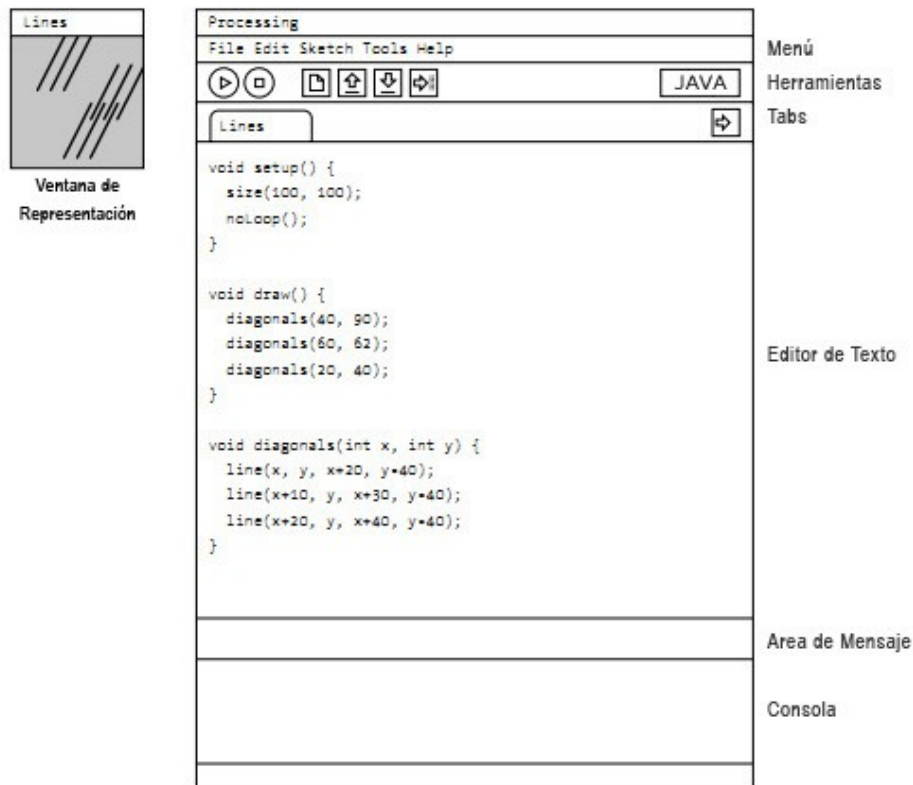 Lines
Ventana de
Representación
Processing
File Edit Sketch Tools Help
JAVA
Lines
void setup() {
size(100, 100);
noLoop();
}
void draw() {
diagonals(40, 90);
diagonals(60, 62);
diagonals(20, 40);
}
void diagonals(int x, int y) {
line(x, y, x+20, y-40);
line(x+10, y, x+30, y-40);
line(x+20, y, x+40, y-40);
}
Menú
Herramientas
Tabs
Editor de Texto
Area de Mensaje
Consola